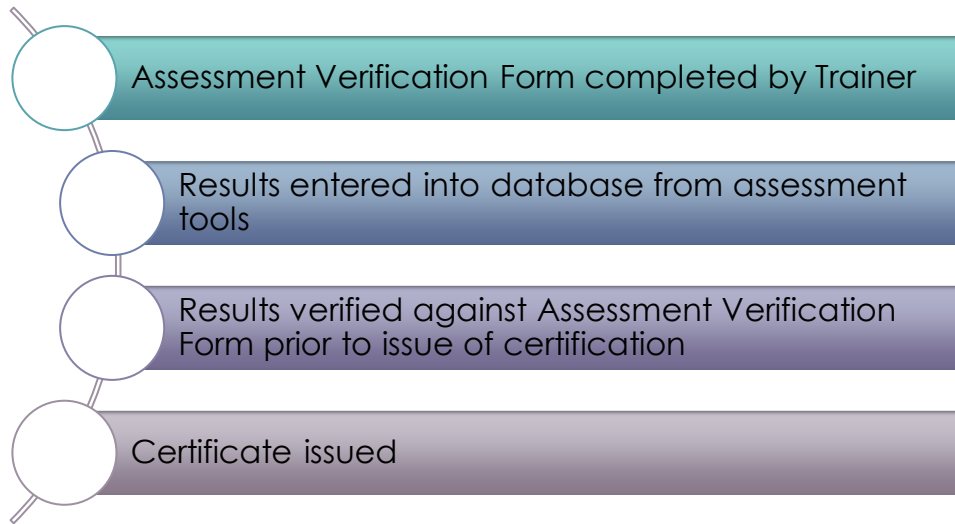 Assessment Verification Form completed by Trainer
Results entered into database from assessment
tools
Results verified against Assessment Verification
Form prior to issue of certification
Certificate issued